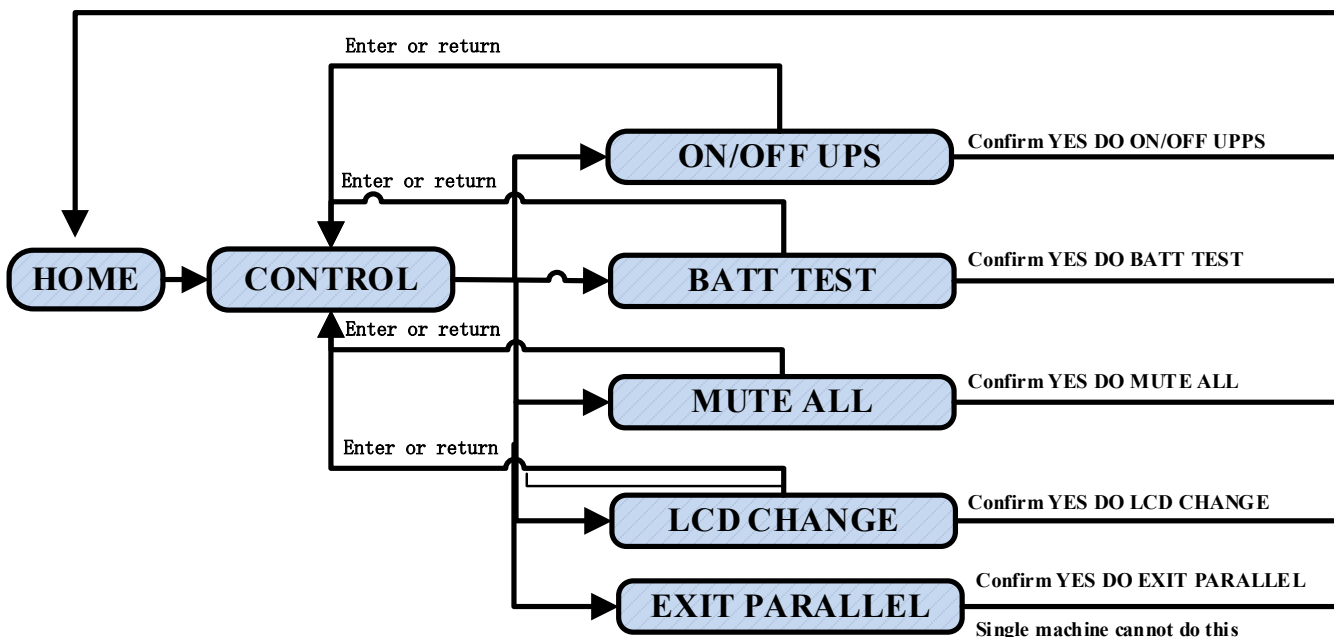 Enter or return
ON/OFF UPS
Confirm YES DO ON/OFF UPPS
Enter or return
HOME
CONTROL
BATT TEST
Confirm YES DO BATT TEST
Enter or return
MUTE ALL
Confirm YES DO MUTE ALL
Enter or return
LCD CHANGE
Confirm YES DO LCD CHANGE
EXIT PARALLEL
Confirm YES DO EXIT PARALLEL
Single machine cannot do this